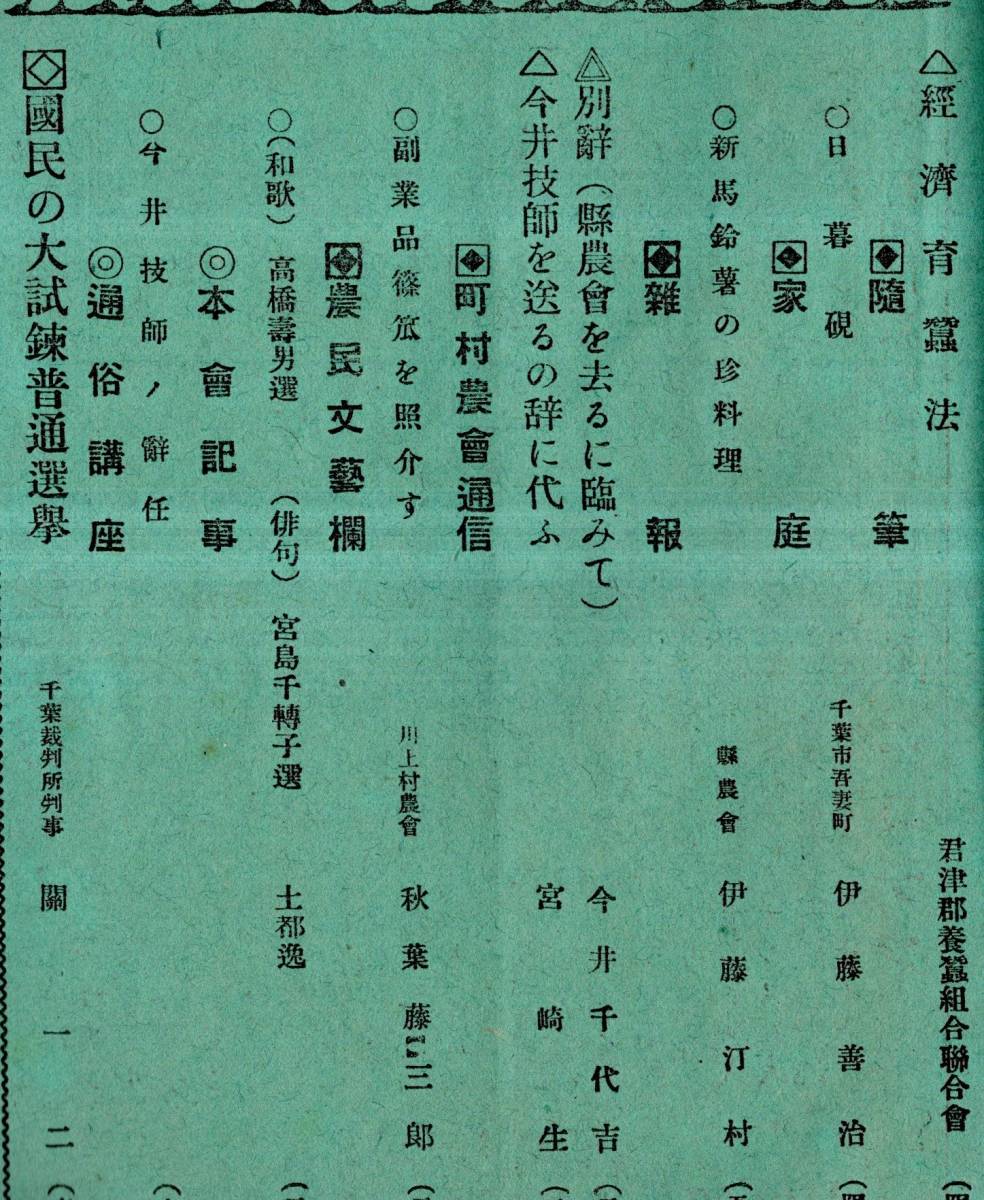 △經濟育蠶法 君津郡養蠶組合聯合會
隨筆
○日暮硯 千葉市吾妻町 伊藤善治
家庭
○新馬鈴薯の珍料理 縣農會 伊藤汀村
雜報
△別辭（縣農會を去るに臨みて） 今井千代吉
△今井技師を送るの辞に代ふ 宮崎生
町村農會通信
○副業品篠笊を照介す 川上村農會 秋葉藤三郎
農民文藝欄
○（和歌）高橋壽男選 （俳句）宮島千轉子選 土都逸
◎本會記事
○今井技師ノ辭任
◎通俗講座
國民の大試鍊普通選擧 千葉裁判所判事 關一二